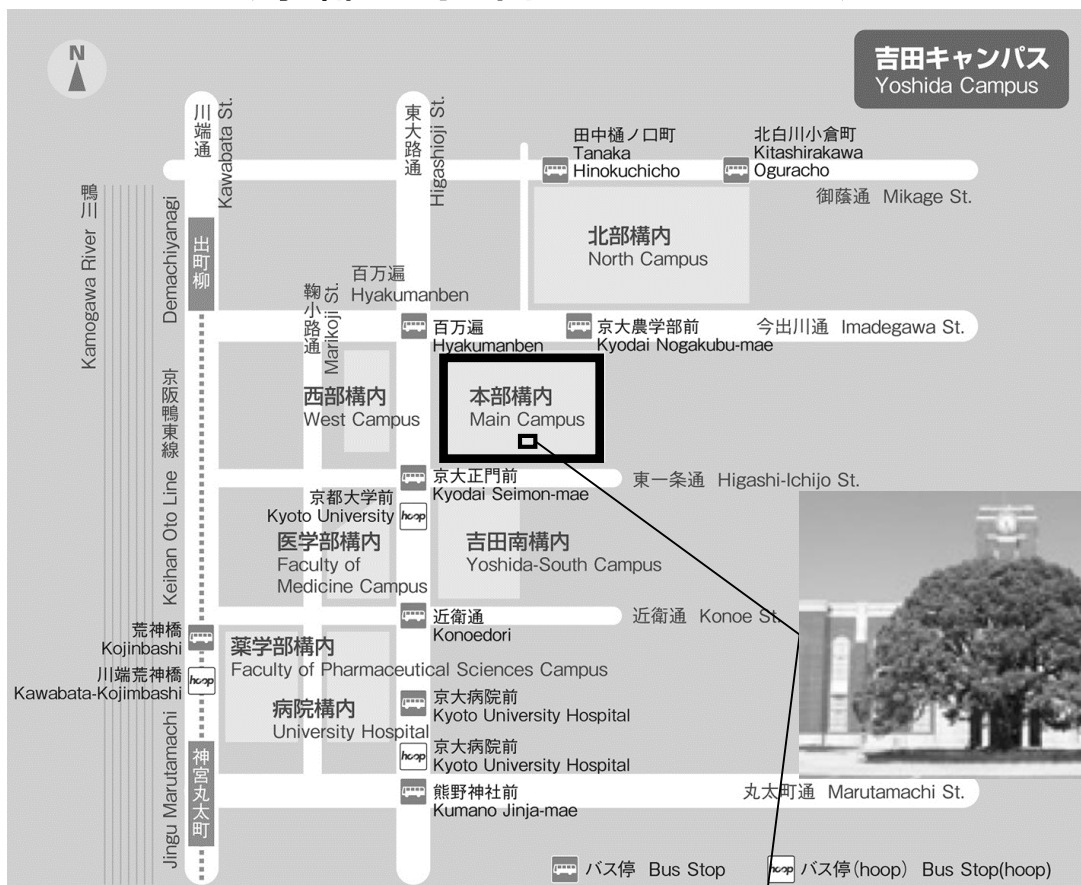 N
吉田キャンパス
Yoshida Campus
川端通
Kawabata St.
東大路通
Higashioji St.
田中樋ノ口町
Tanaka
Hinokuchicho
北白川小倉町
Kitashirakawa
Oguracho
御蔭通 Mikage St.
鴨川
Kamogawa River
Demachiyanagi
出町柳
北部構内
North Campus
百万遍
Hyakumanben
鞠小路通
Marikoji St.
百万遍
Hyakumanben
京大農学部前
Kyodai Nogakubu-mae
今出川通 Imadegawa St.
西部構内
West Campus
本部構内
Main Campus
京阪鴨東線
Keihan Oto Line
京大正門前
Kyodai Seimon-mae
東一条通 Higashi-Ichijo St.
京都大学前
Kyoto University
hoop
医学部構内
Faculty of
Medicine Campus
吉田南構内
Yoshida-South Campus
近衛通
Konoedori
近衛通 Konoe St.
荒神橋
Kojinbashi
薬学部構内
Faculty of Pharmaceutical Sciences Campus
川端荒神橋
Kawabata-Kojimbashi
hoop
病院構内
University Hospital
京大病院前
Kyoto University Hospital
京大病院前
Kyoto University Hospital
hoop
Jingu Marutamachi
神宮丸太町
熊野神社前
Kumano Jinja-mae
丸太町通 Marutamachi St.
バス停 Bus Stop
hoop
バス停(hoop) Bus Stop(hoop)